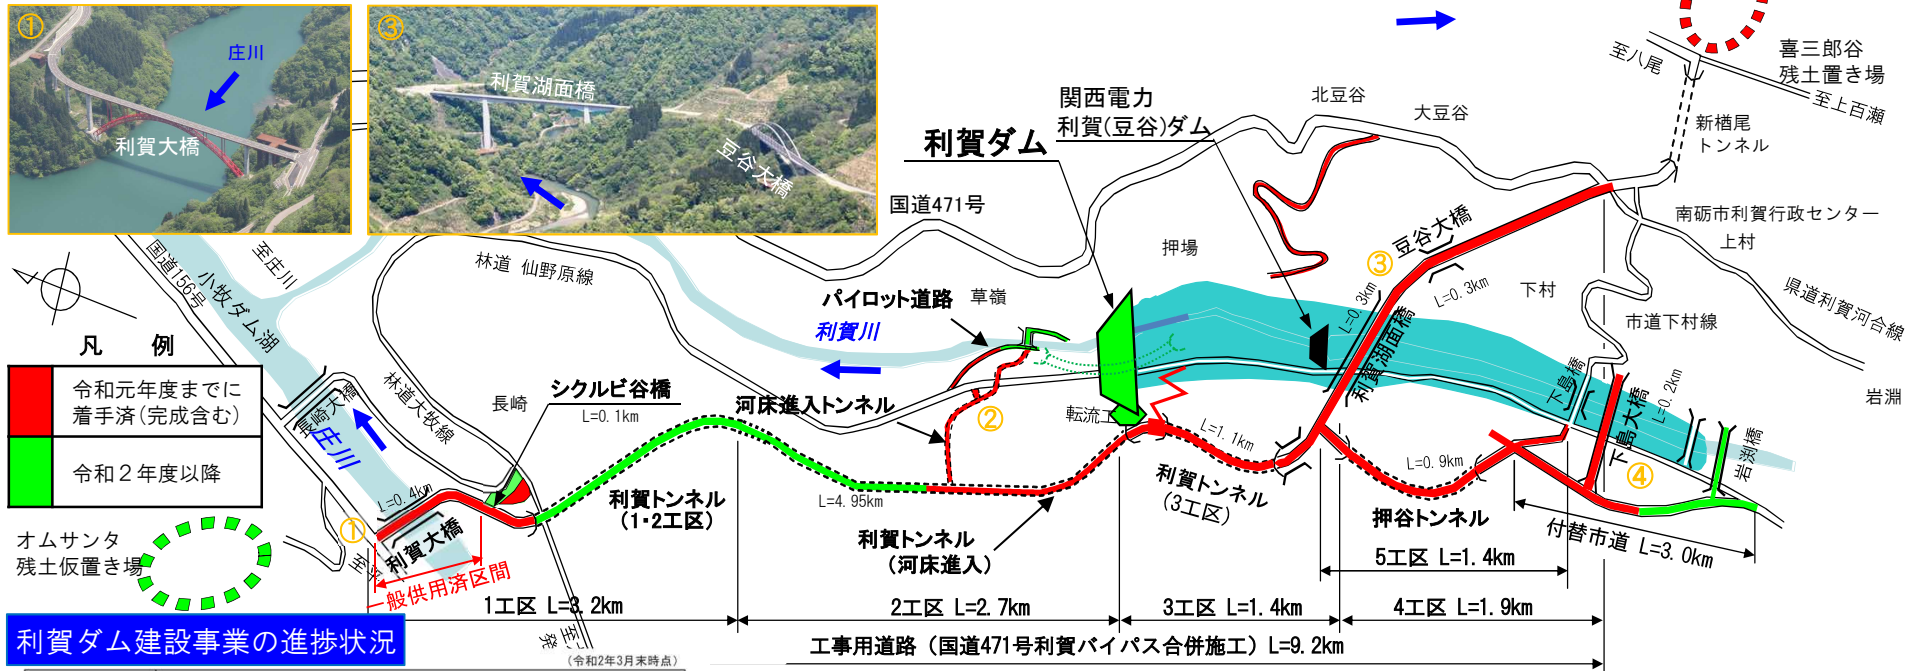 ①
庄川
利賀大橋
③
利賀湖面橋
豆谷大橋
喜三郎谷
残土置き場
至八尾
至上百瀬
新楢尾
トンネル
北豆谷
大豆谷
関西電力
利賀(豆谷)ダム
利賀ダム
国道471号
押場
南砺市利賀行政センター
上村
県道利賀河合線
岩淵
市道下村線
下村
豆谷大橋
③
L=0.3km
L=0.3km
利賀湖面橋
下島橋
下島大橋
L=0.2km
④
岩渕橋
国道156号
小牧ダム湖
至庄川
林道 仙野原線
パイロット道路
草嶺
利賀川
凡 例
令和元年度までに
着手済(完成含む)
令和２年度以降
長崎大橋
庄川
林道大牧線
長崎
シクルビ谷橋
L=0.1km
河床進入トンネル
②
転流工
L=1.1km
利賀トンネル
(3工区)
L=0.9km
押谷トンネル
付替市道 L=3.0km
5工区 L=1.4km
L=0.4km
①
利賀大橋
一般供用済区間
利賀トンネル
(1・2工区)
L=4.95km
利賀トンネル
(河床進入)
オムサンタ
残土仮置き場
1工区 L=3.2km
2工区 L=2.7km
3工区 L=1.4km
4工区 L=1.9km
工事用道路（国道471号利賀バイパス合併施工）L=9.2km
利賀ダム建設事業の進捗状況
(令和2年3月末時点)